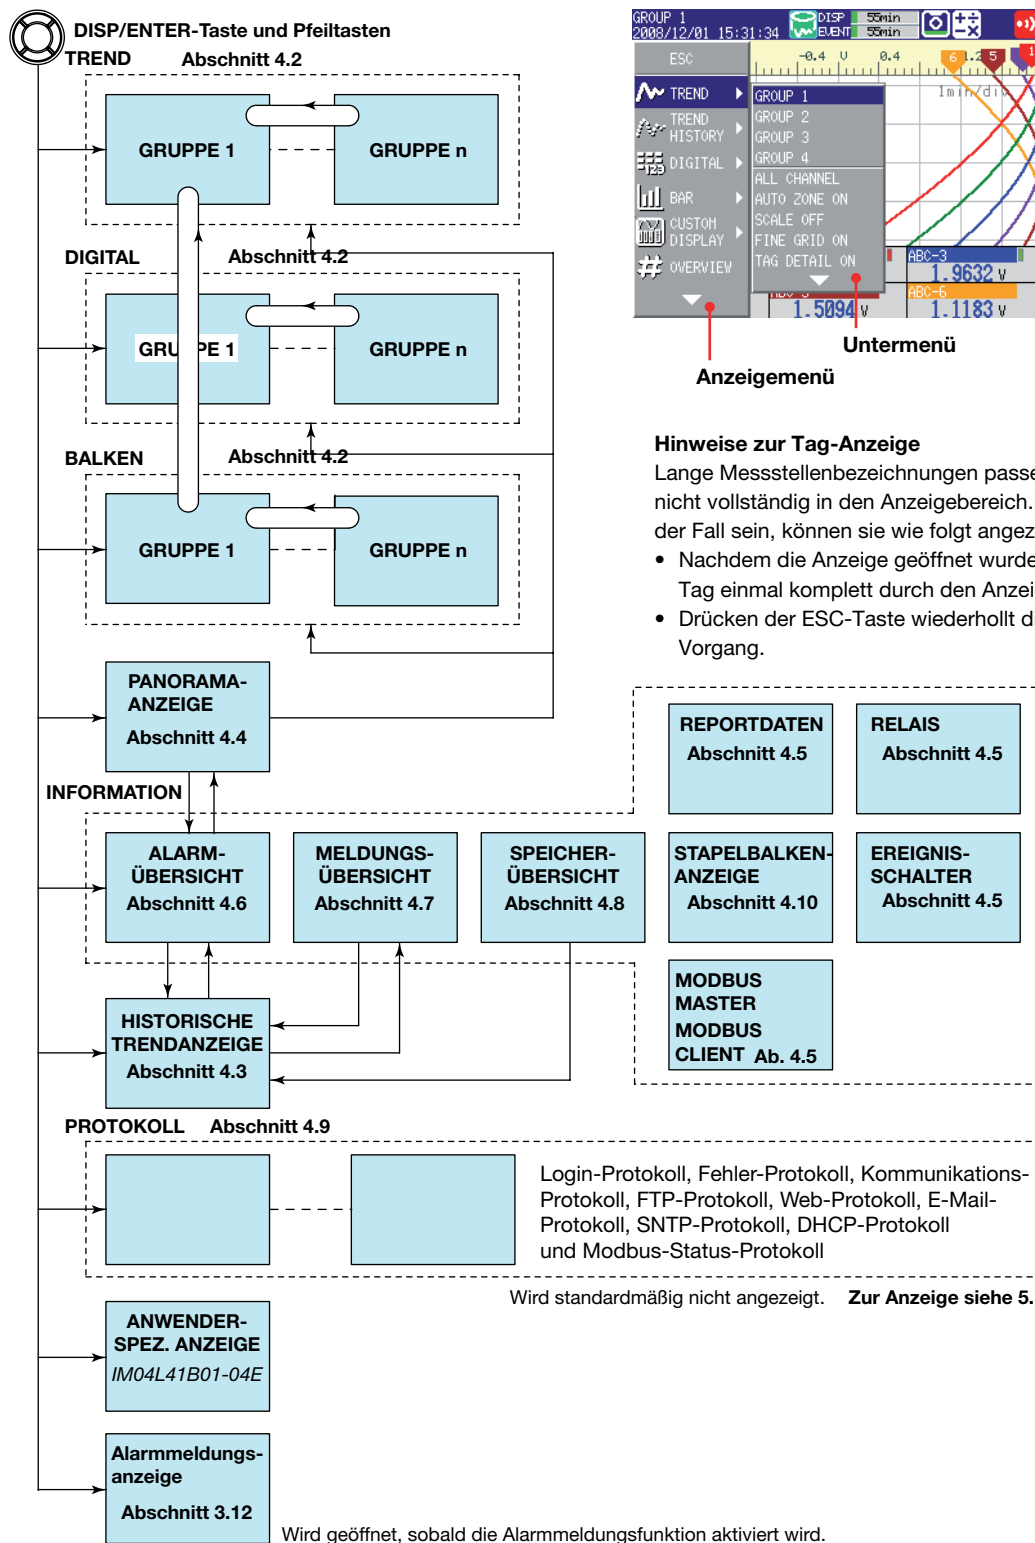 DISP/ENTER-Taste und Pfeiltasten
TREND Abschnitt 4.2
GRUPPE 1
GRUPPE n
DIGITAL Abschnitt 4.2
GRUPPE 1
GRUPPE n
BALKEN Abschnitt 4.2
GRUPPE 1
GRUPPE n
PANORAMA-
ANZEIGE
Abschnitt 4.4
INFORMATION
ALARM-
ÜBERSICHT
Abschnitt 4.6
MELDUNGS-
ÜBERSICHT
Abschnitt 4.7
SPEICHER-
ÜBERSICHT
Abschnitt 4.8
REPORTDATEN
Abschnitt 4.5
RELAIS
Abschnitt 4.5
STAPELBALKEN-
ANZEIGE
Abschnitt 4.10
EREIGNIS-
SCHALTER
Abschnitt 4.5
MODBUS
MASTER
MODBUS
CLIENT Ab. 4.5
HISTORISCHE
TRENDANZEIGE
Abschnitt 4.3
PROTOKOLL Abschnitt 4.9
Login-Protokoll, Fehler-Protokoll, Kommunikations-
Protokoll, FTP-Protokoll, Web-Protokoll, E-Mail-
Protokoll, SNTP-Protokoll, DHCP-Protokoll
und Modbus-Status-Protokoll
Wird standardmäßig nicht angezeigt. Zur Anzeige siehe 5.
ANWENDER-
SPEZ. ANZEIGE
IM04L41B01-04E
Alarmmeldungs-
anzeige
Abschnitt 3.12
Wird geöffnet, sobald die Alarmmeldungsfunktion aktiviert wird.
GROUP 1
2008/12/01 15:31:34
DISP 55min
EVENT 55min
ESC
-0.4 V 0.4 6 1.2 5 1
1min/div
TREND
TREND
HISTORY
DIGITAL
BAR
CUSTOM
DISPLAY
OVERVIEW
GROUP 1
GROUP 2
GROUP 3
GROUP 4
ALL CHANNEL
AUTO ZONE ON
SCALE OFF
FINE GRID ON
TAG DETAIL ON
ABC-3
1.9632 V
ABC-6
1.5094 V
1.1183 V
Untermenü
Anzeigemenü
Hinweise zur Tag-Anzeige
Lange Messstellenbezeichnungen passe
nicht vollständig in den Anzeigebereich.
der Fall sein, können sie wie folgt angez
• Nachdem die Anzeige geöffnet wurde
Tag einmal komplett durch den Anzei
• Drücken der ESC-Taste wiederhollt d
Vorgang.